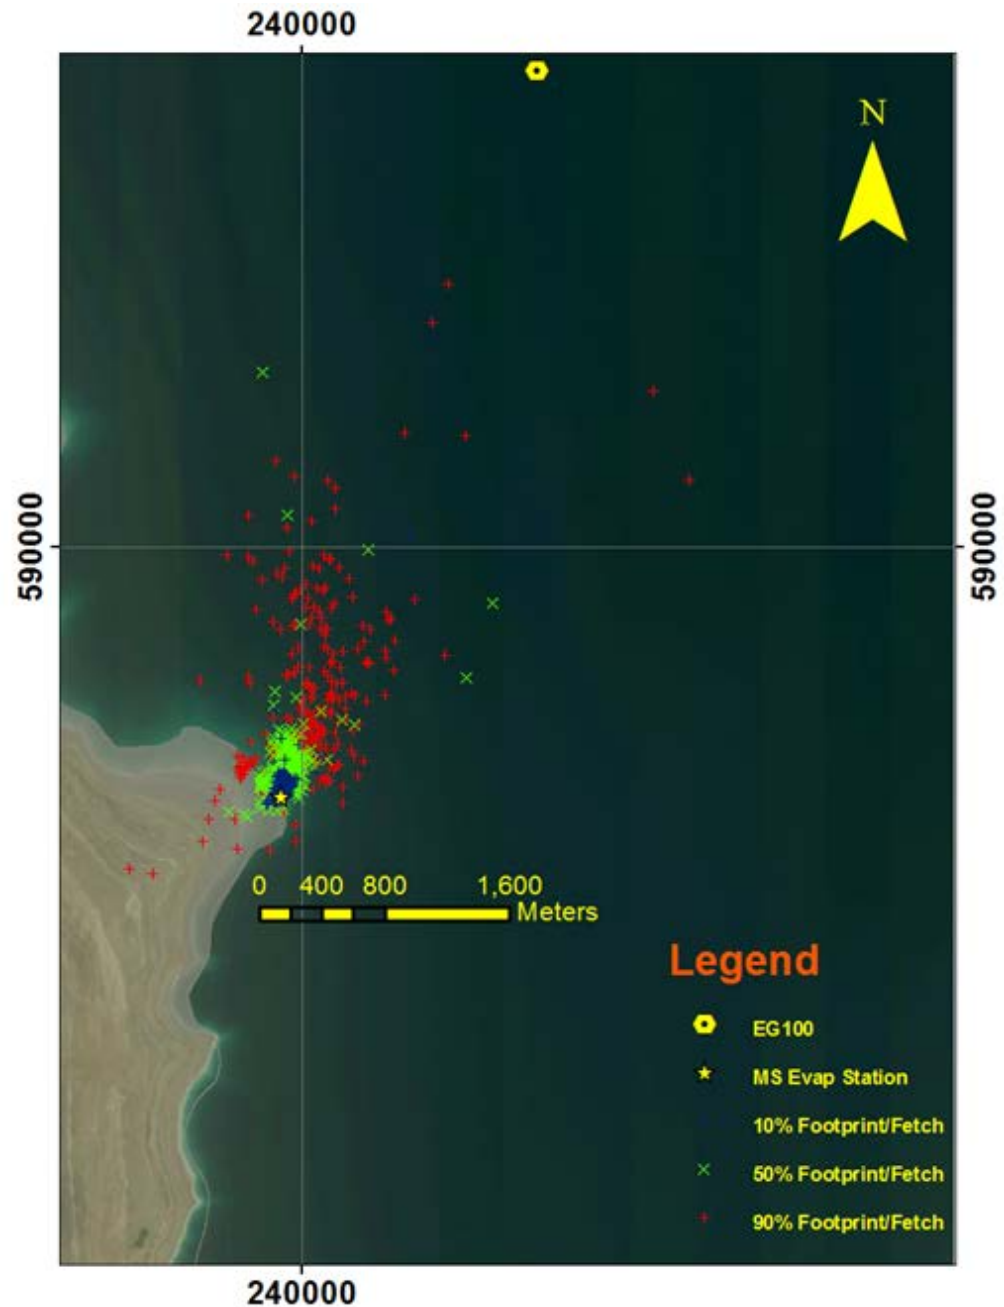 240000
N
590000
590000
0 400 800 1,600
Meters
Legend
EG100
MS Evap Station
10% Footprint/Fetch
50% Footprint/Fetch
90% Footprint/Fetch
240000